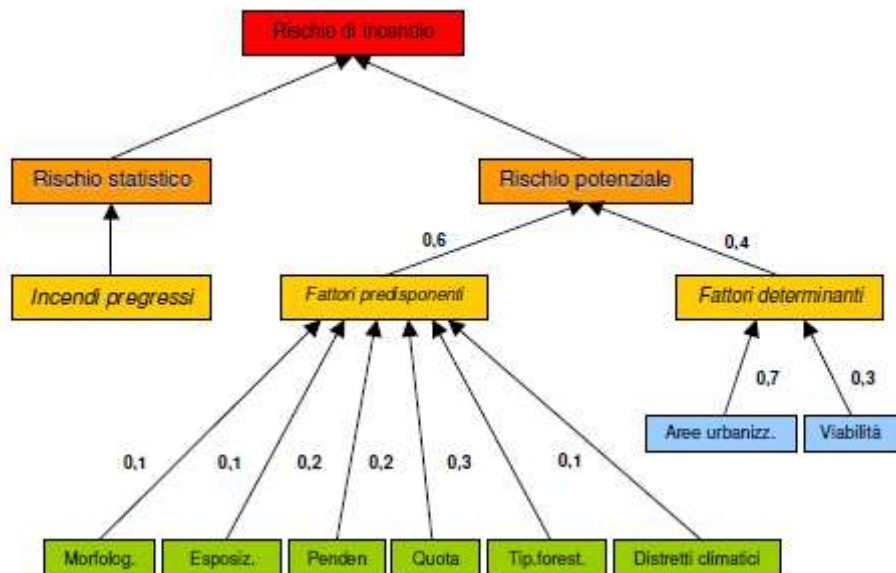 Rischio di incendio
Rischio statistico
Rischio potenziale
0,6
0,4
Incendi pregressi
Fattori predisponenti
Fattori determinanti
0,7
0,3
Aree urbanizz.
Viabilità
0,1
0,1
0,2
0,2
0,3
0,1
Morfolog.
Esposiz.
Penden
Quota
Tip.forest.
Distretti climatici